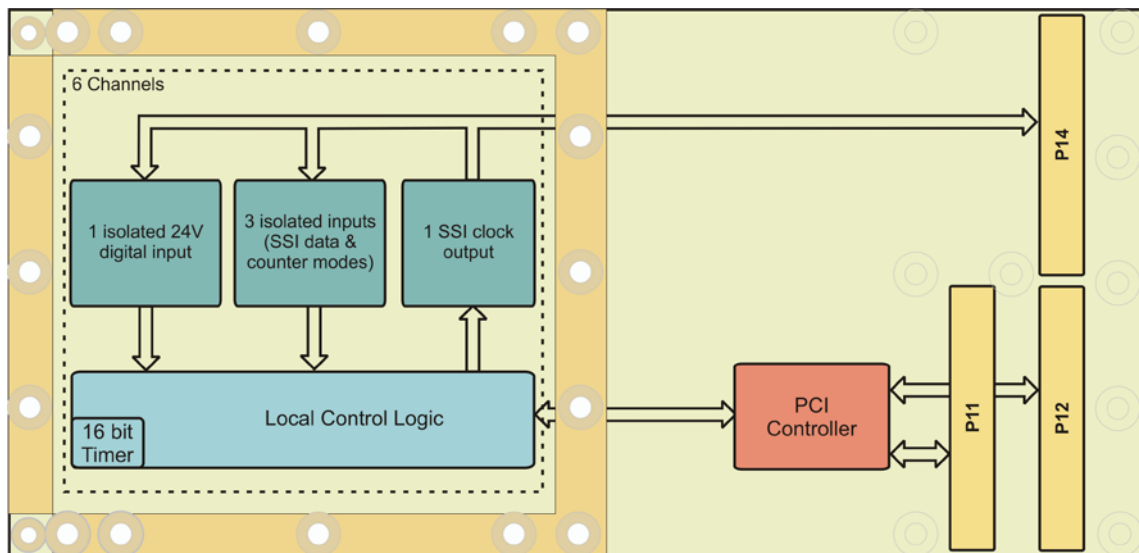 6 Channels
1 isolated 24V
digital input
3 isolated inputs
(SSI data &
counter modes)
1 SSI clock
output
P14
Local Control Logic
16 bit
Timer
PCI
Controller
P11
P12